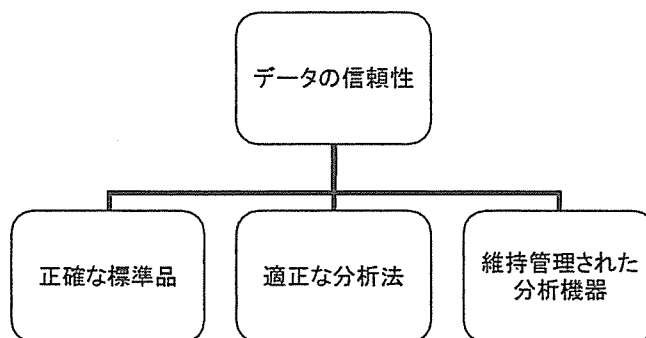 データの信頼性
正確な標準品
適正な分析法
維持管理された
分析機器